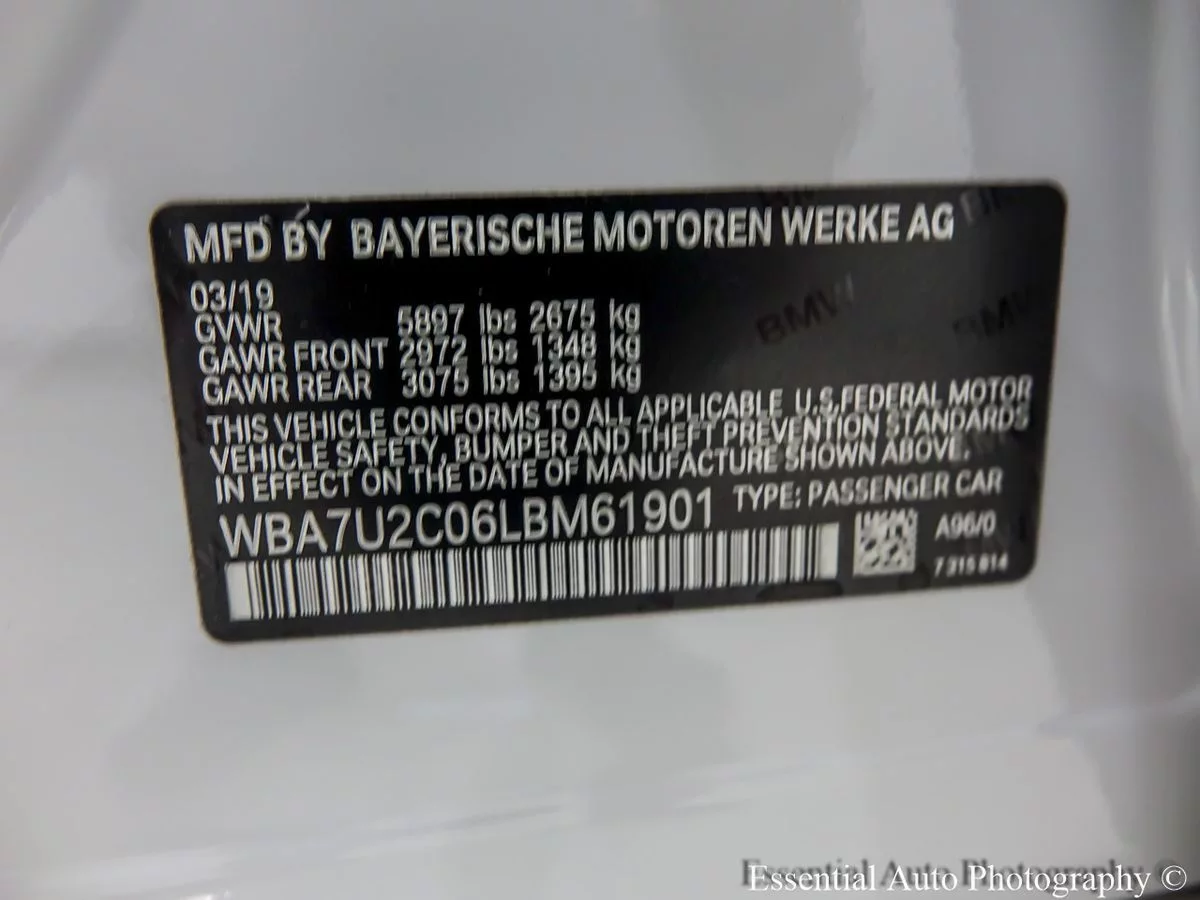 MFD BY BAYERISCHE MOTOREN WERKE AG
03/19
GVWR 5897 lbs 2675 kg
GAWR FRONT 2972 lbs 1348 kg
GAWR REAR 3075 lbs 1395 kg
THIS VEHICLE CONFORMS TO ALL APPLICABLE U.S.FEDERAL MOTOR
VEHICLE SAFETY, BUMPER AND THEFT PREVENTION STANDARDS
IN EFFECT ON THE DATE OF MANUFACTURE SHOWN ABOVE.
WBA7U2C06LBM61901 TYPE: PASSENGER CAR
A96/0
7 315 814
BMW
BMW
Essential Auto Photography ©